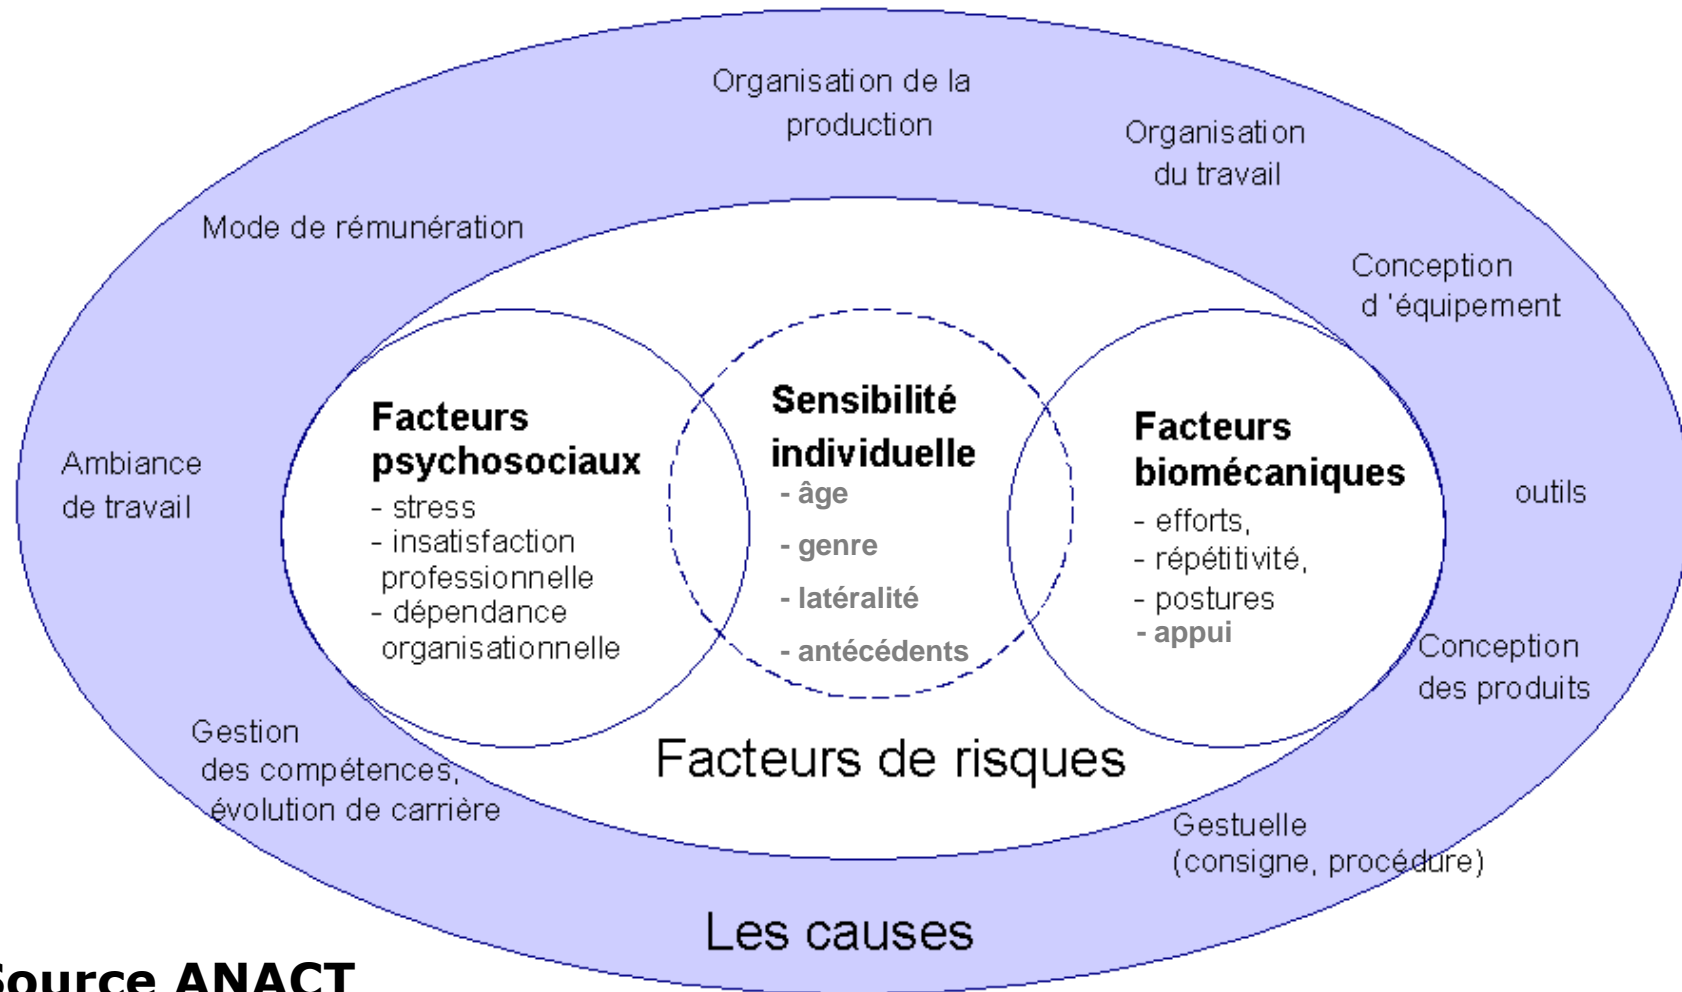 Organisation de la
production
Organisation
du travail
Mode de rémunération
Conception
d 'équipement
Ambiance
de travail
Facteurs
psychosociaux
- stress
- insatisfaction
professionnelle
- dépendance
organisationnelle
Sensibilité
individuelle
- âge
- genre
- latéralité
- antécédents
Facteurs
biomécaniques
- efforts,
- répétitivité,
- postures
- appui
outils
Conception
des produits
Gestion
des compétences,
évolution de carrière
Facteurs de risques
Gestuelle
(consigne, procédure)
Les causes
Source ANACT